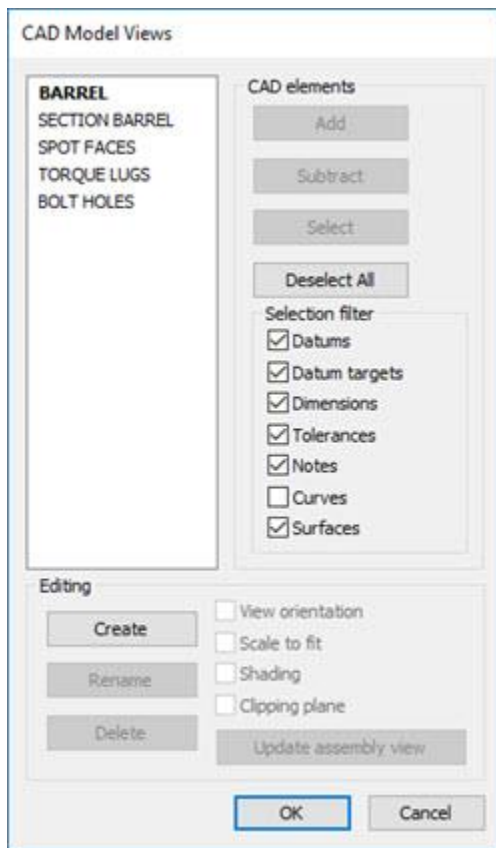 CAD Model Views
BARREL
SECTION BARREL
SPOT FACES
TORQUE LUGS
BOLT HOLES
CAD elements
Add
Subtract
Select
Deselect All
Selection filter
Datums
Datum targets
Dimensions
Tolerances
Notes
Curves
Surfaces
Editing
Create
Rename
Delete
View orientation
Scale to fit
Shading
Clipping plane
Update assembly view
OK
Cancel